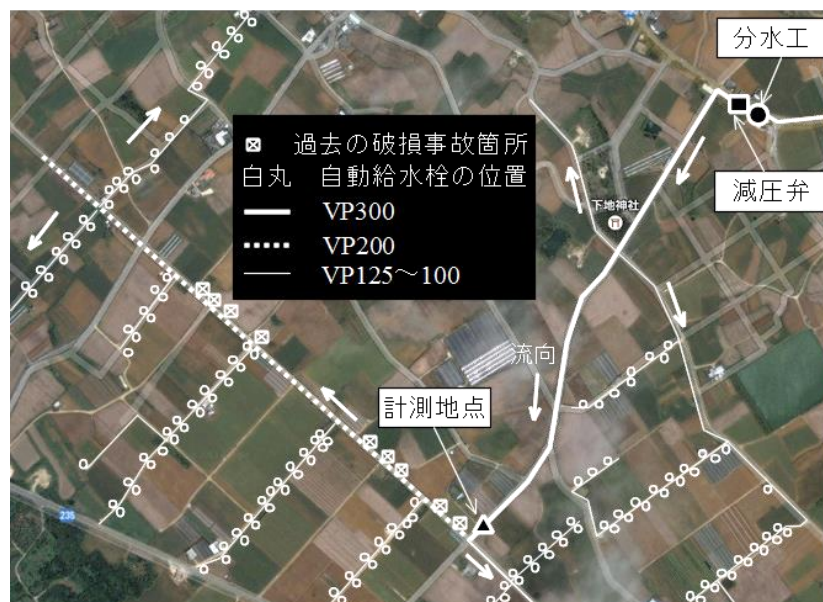 分水工
過去の破損事故箇所
白丸 自動給水栓の位置
VP300
VP200
VP125～100
減圧弁
下地神社
流向
計測地点
235